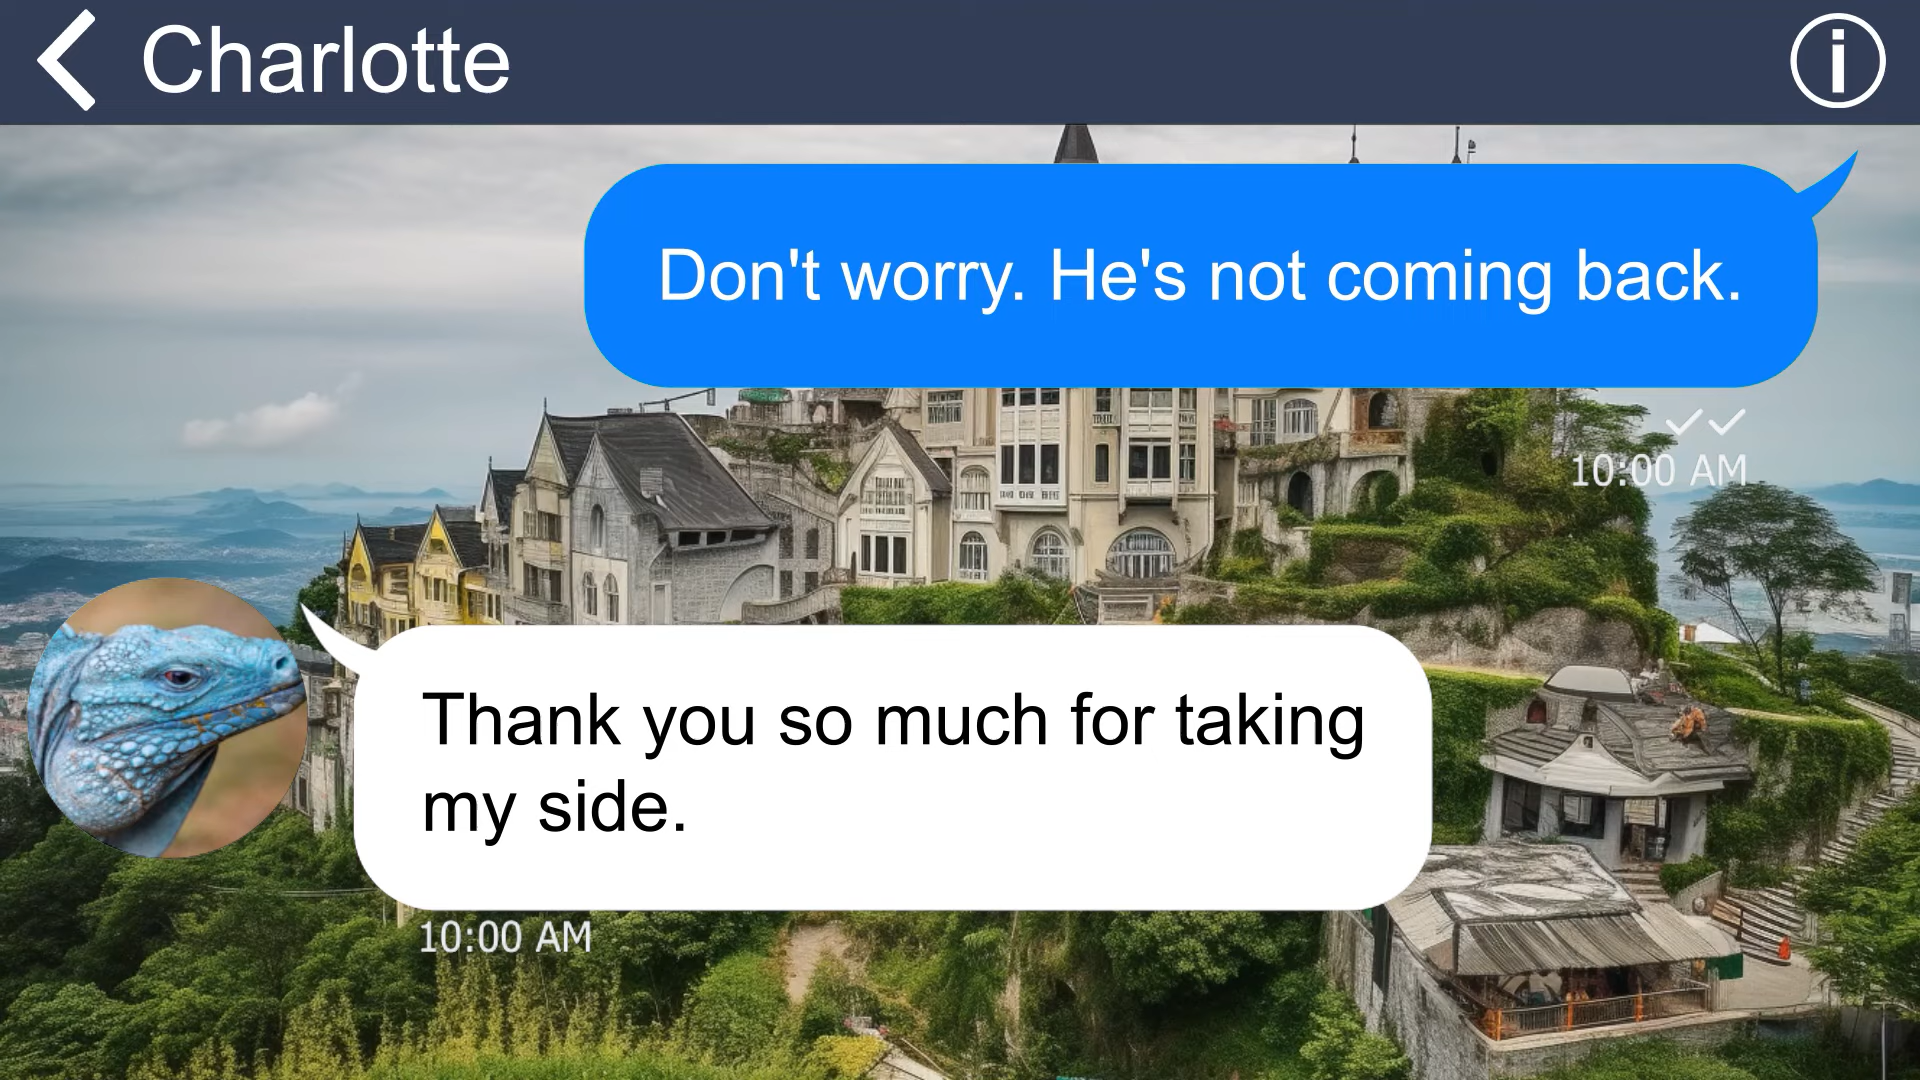 Charlotte
Don't worry. He's not coming back.
10:00 AM
Thank you so much for taking
my side.
10:00 AM